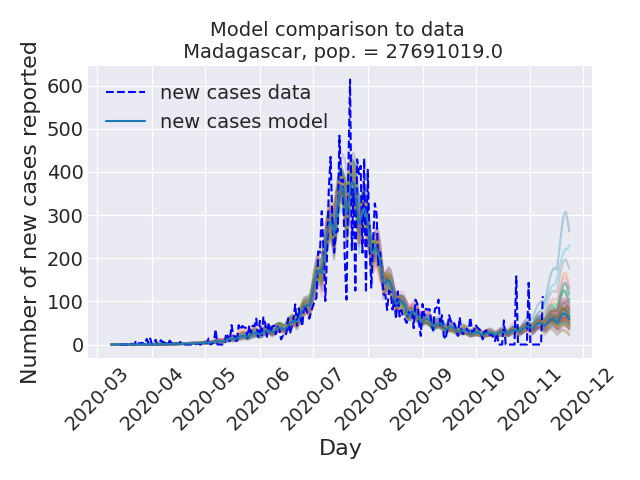 Model comparison to data
Madagascar, pop. = 27691019.0
Number of new cases reported
600
500
400
300
200
100
0
new cases data
new cases model
2020-03
2020-04
2020-05
2020-06
2020-07
2020-08
2020-09
2020-10
2020-11
2020-12
Day